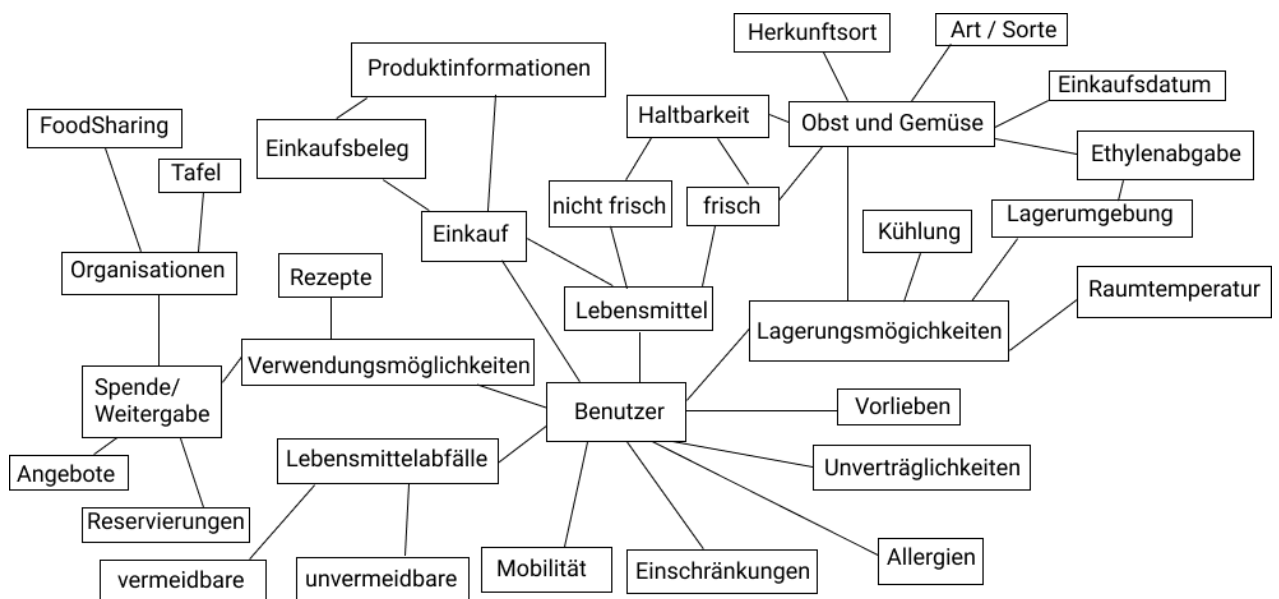 Herkunftsort
Art / Sorte
Produktinformationen
Einkaufsdatum
Haltbarkeit
Obst und Gemüse
FoodSharing
Einkaufsbeleg
Ethylenabgabe
Tafel
nicht frisch
frisch
Lagerumgebung
Einkauf
Kühlung
Organisationen
Rezepte
Raumtemperatur
Lebensmittel
Lagerungsmögichkeiten
Verwendungsmöglichkeiten
Spende/
Weitergabe
Benutzer
Vorlieben
Lebensmittelabfälle
Unverträglichkeiten
Angebote
Reservierungen
Allergien
Mobilität
Einschränkungen
vermeidbare
unvermeidbare